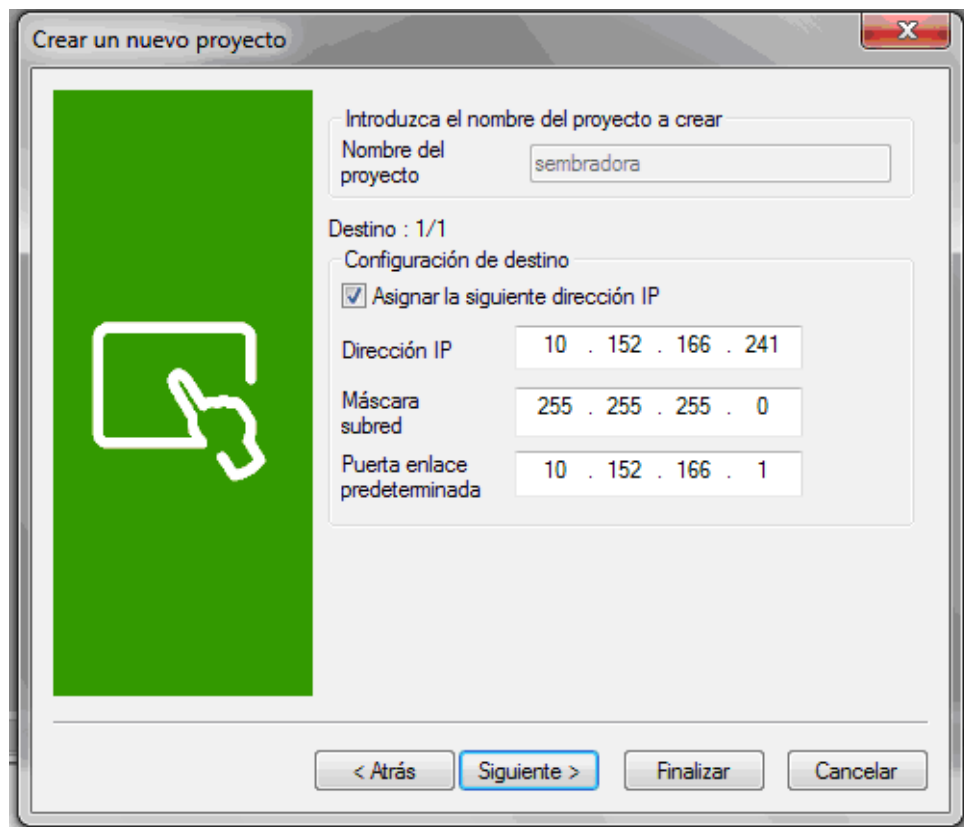 Crear un nuevo proyecto
Introduzca el nombre del proyecto a crear
Nombre del
proyecto
sembradora
Destino : 1/1
Configuración de destino
Asignar la siguiente dirección IP
Dirección IP
10 . 152 . 166 . 241
Máscara
subred
255 . 255 . 255 . 0
Puerta enlace
predeterminada
10 . 152 . 166 . 1
< Atrás
Siguiente >
Finalizar
Cancelar